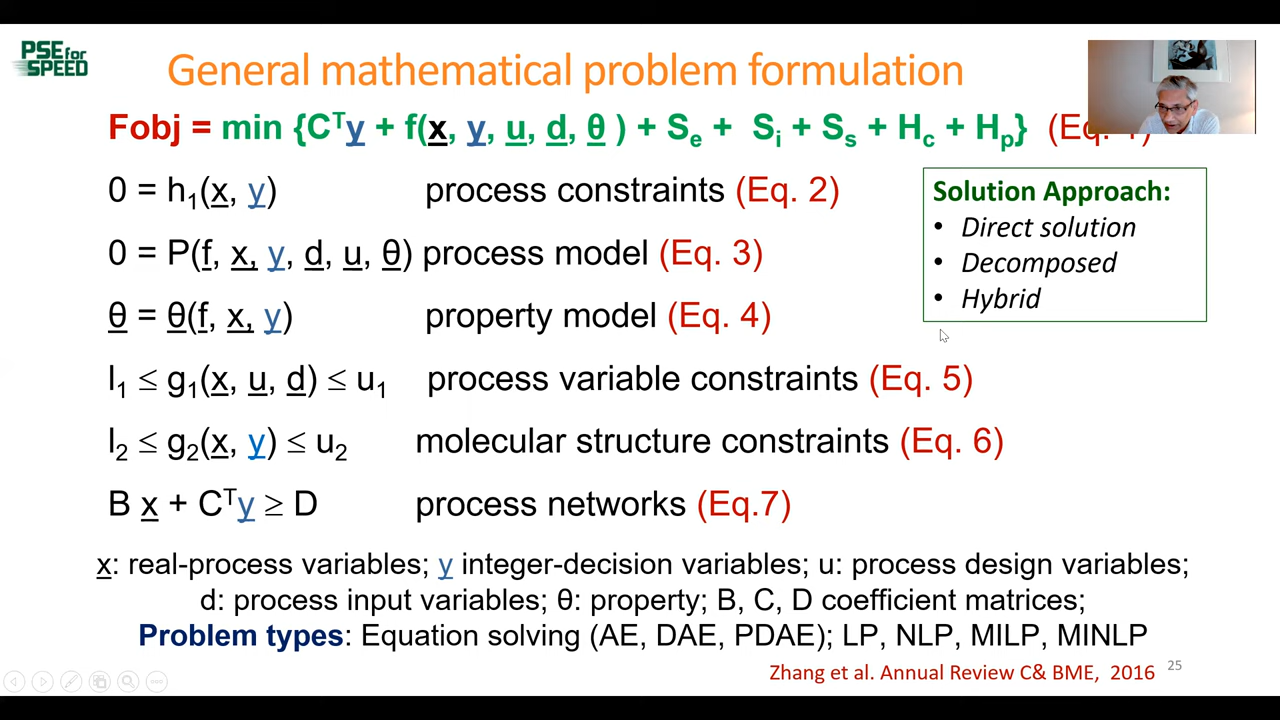 PSE for
SPEED
General mathematical problem formulation
Fobj = min {Cᵀy + f(x, y, u, d, θ ) + Sₑ + Sᵢ + Sₛ + H꜀ + Hₚ} (Eq.
0 = h₁(x, y) process constraints (Eq. 2)
0 = P(f, x, y, d, u, θ) process model (Eq. 3)
θ = θ(f, x, y) property model (Eq. 4)
l₁ ≤ g₁(x, u, d) ≤ u₁ process variable constraints (Eq. 5)
l₂ ≤ g₂(x, y) ≤ u₂ molecular structure constraints (Eq. 6)
B x + Cᵀy ≥ D process networks (Eq.7)
Solution Approach:
• Direct solution
• Decomposed
• Hybrid
x: real-process variables; y integer-decision variables; u: process design variables;
d: process input variables; θ: property; B, C, D coefficient matrices;
Problem types: Equation solving (AE, DAE, PDAE); LP, NLP, MILP, MINLP
Zhang et al. Annual Review C& BME, 2016
25